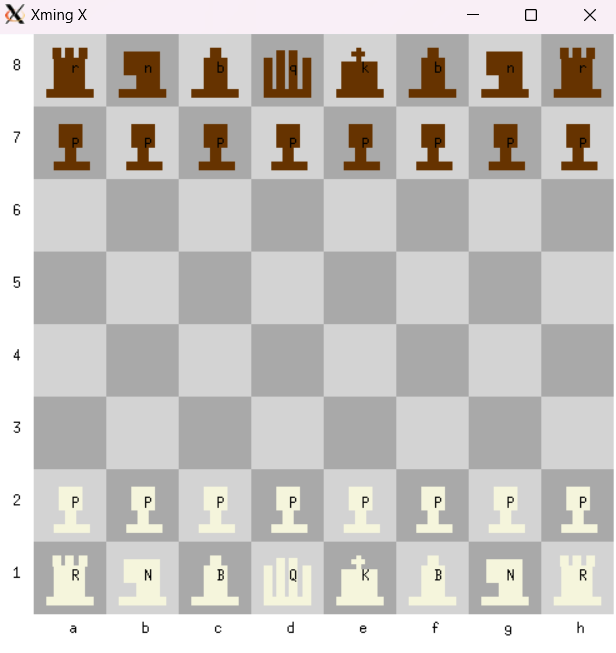 Xming X
8 r n b q k b n r
7 p p p p p p p p
6
5
4
3
2 P P P P P P P P
1 R N B Q K B N R
a b c d e f g h